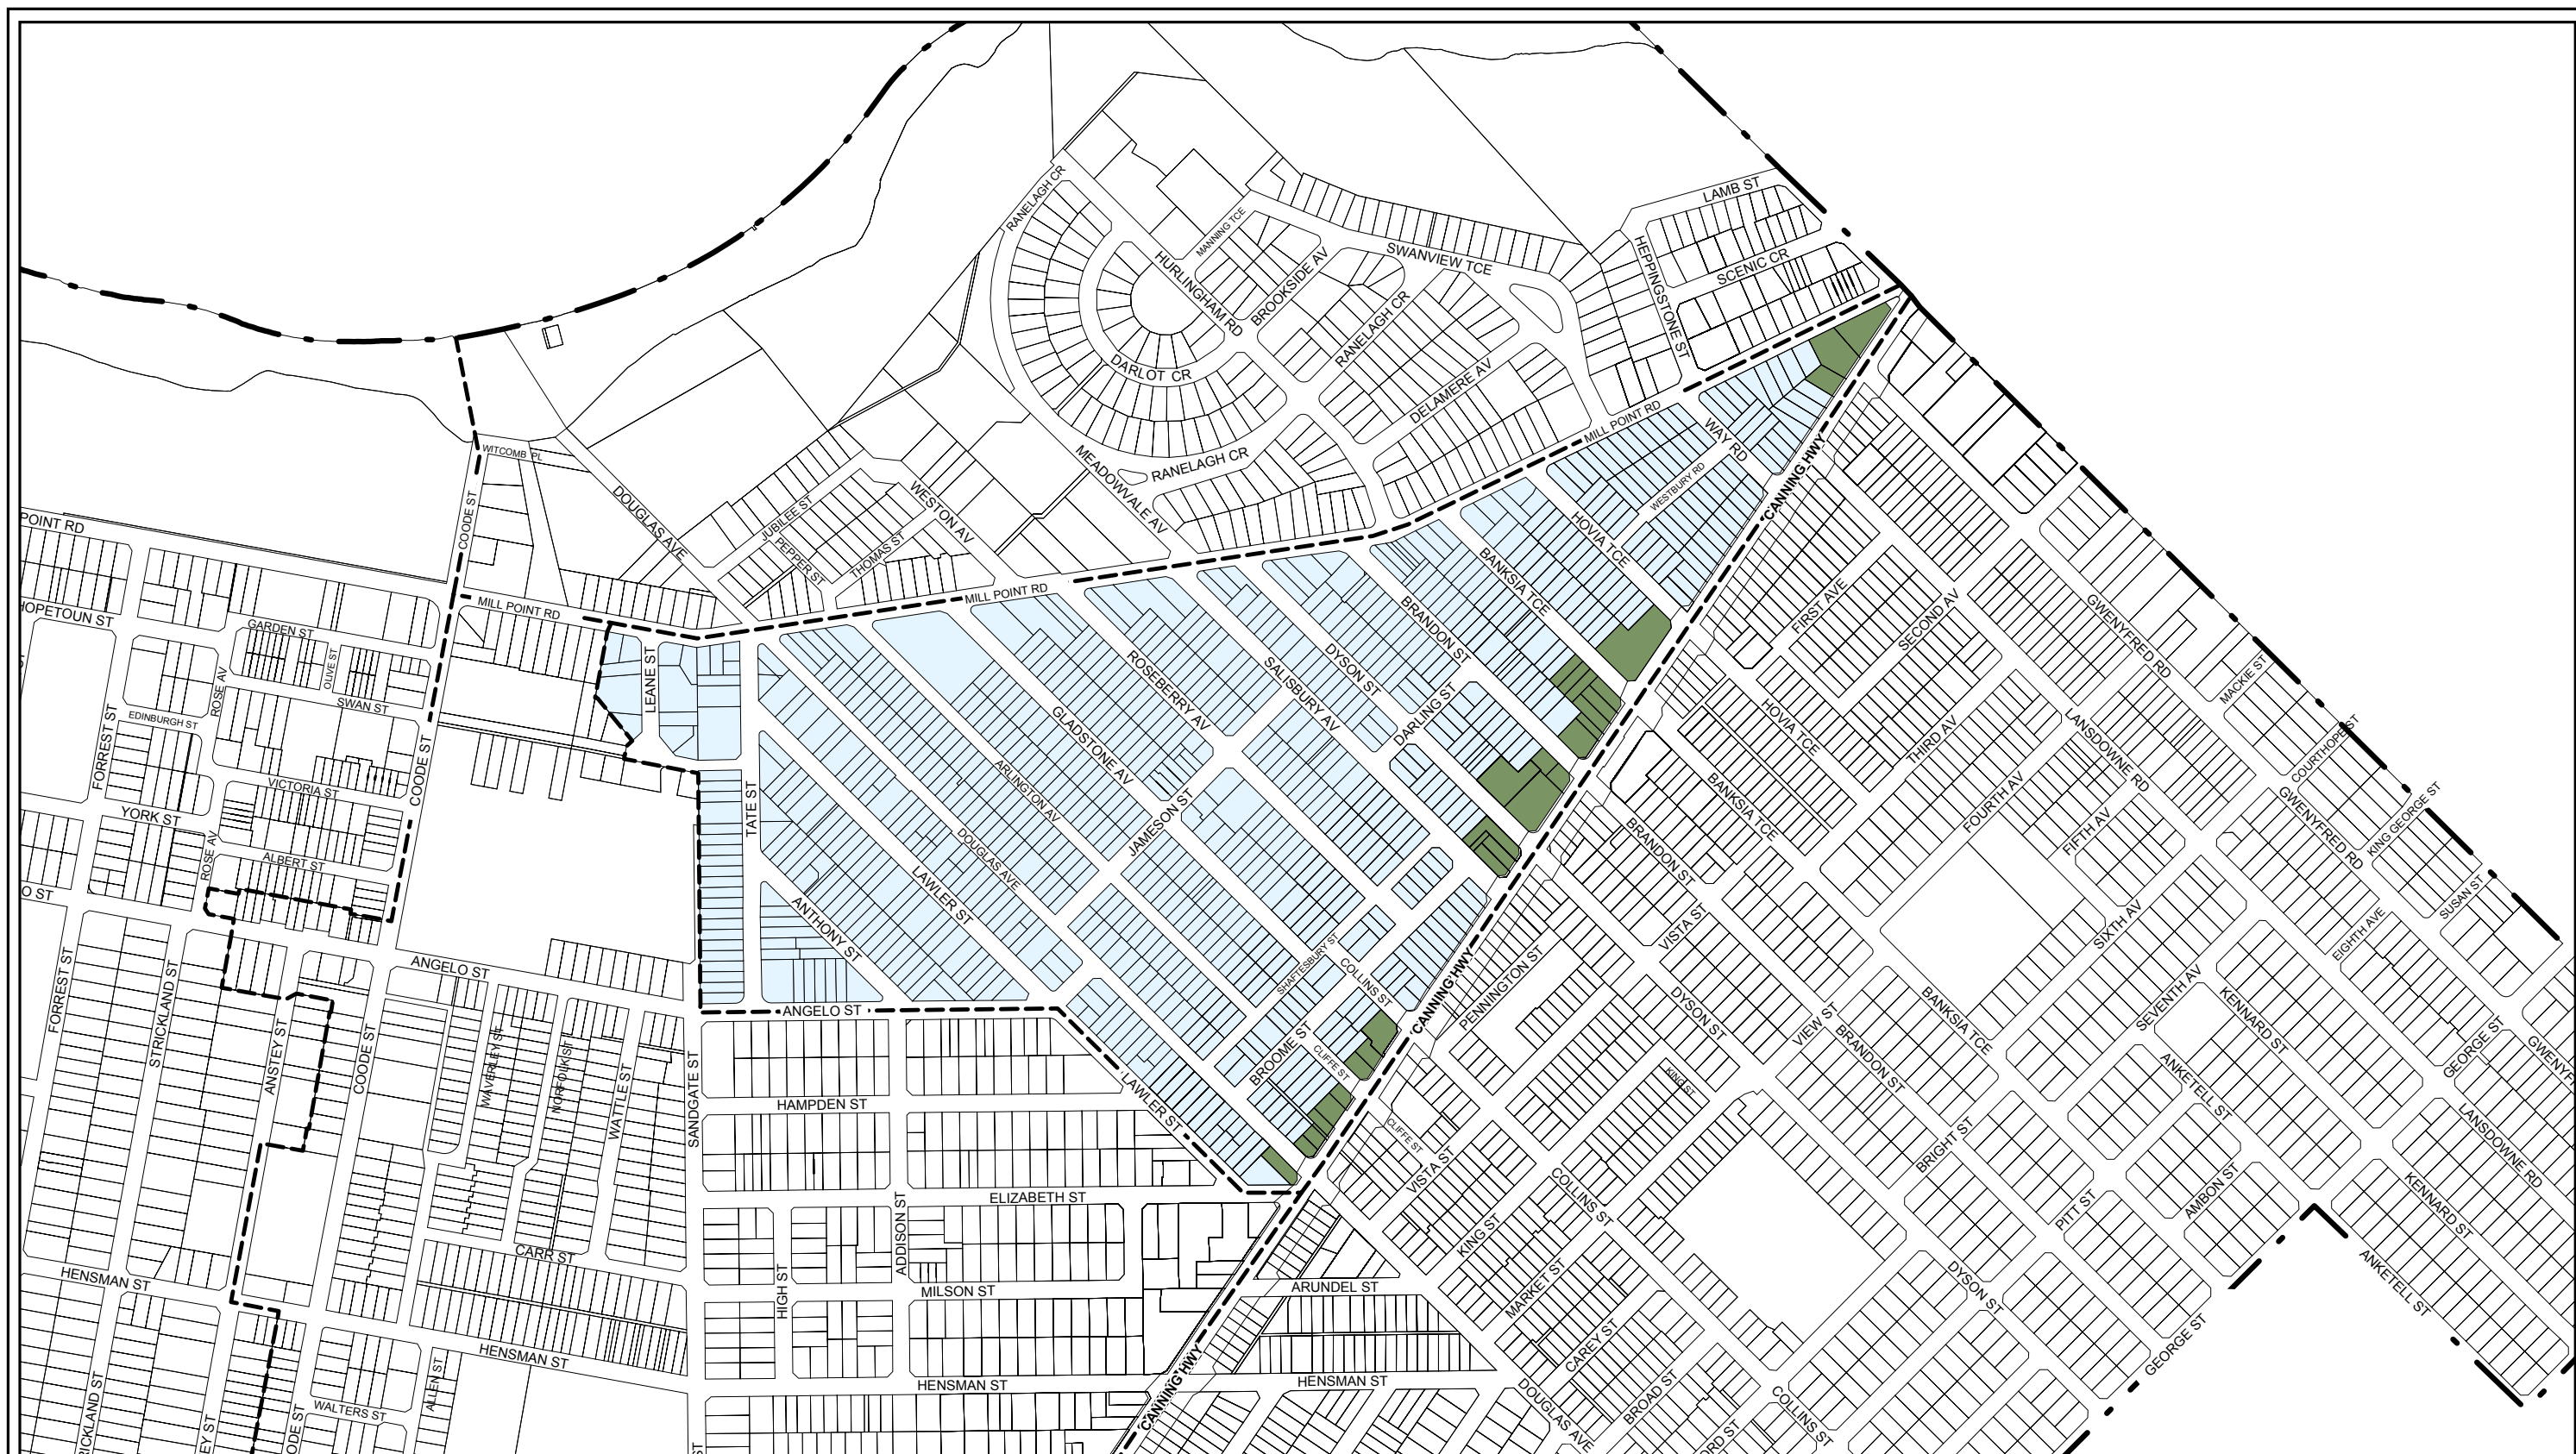 LAMB ST
RANELAGH CR
MANNING TCE
HURLINGHAM RD
BROOKSIDE AV
SWANVIEW TCE
HEPPINGSTONE ST
SCENIC CR
RANELAGH CR
DARLOT CR
DELAMERE AV
MILL POINT RD
WAY RD
WITCOMB PL
DOUGLAS AVE
COODE ST
JUBILEE ST
WESTON AV
MEADOWVALE AV
RANELAGH CR
WESTBURY RD
CANNING HWY
POINT RD
PEPPER ST
THOMAS ST
HOVIA TCE
BANKSIA TCE
MILL POINT RD
MILL POINT RD
HOPETOUN ST
GARDEN ST
OLIVE ST
ROSE AV
SWAN ST
EDINBURGH ST
FORREST ST
LEANE ST
BRANDON ST
DYSON ST
SALISBURY AV
ROSEBERRY AV
DARLING ST
GLADSTONE AV
ARLINGTON AV
JAMESON ST
FIRST AVE
SECOND AV
GWENYFRED RD
MACKIE ST
HOVIA TCE
THIRD AV
LANSDOWNE RD
COURTHOPE ST
COODE ST
VICTORIA ST
YORK ST
TATE ST
ROSE AV
ALBERT ST
DOUGLAS AVE
LAWLER ST
ANTHONY ST
BANKSIA TCE
BRANDON ST
FOURTH AV
FIFTH AV
GWENYFRED RD
KING GEORGE ST
O ST
SUSAN ST
VISTA ST
SIXTH AV
EIGHTH AVE
FORREST ST
STRICKLAND ST
ANGELO ST
SHAFTESBURY ST
COLLINS ST
CANNING HWY
PENNINGTON ST
DYSON ST
VIEW ST
BRANDON ST
BANKSIA TCE
SEVENTH AV
KENNARD ST
GEORGE ST
ANGELO ST
ANSTEY ST
COODE ST
WAVERLEY ST
NORFOLK ST
WATTLE ST
SANDGATE ST
HAMPDEN ST
LAWLER ST
BROOME ST
CLIFFE ST
CLIFFE ST
KING ST
ANKETELL ST
LANSDOWNE RD
BRIGHT ST
VISTA ST
COLLINS ST
KING ST
PITT ST
AMBON ST
KENNARD ST
ANKETELL ST
ELIZABETH ST
ADDISON ST
CARR ST
HENSMAN ST
HIGH ST
MILSON ST
ARUNDEL ST
MARKET ST
DYSON ST
CAREY ST
GEORGE ST
HENSMAN ST
ALLEN ST
WALTERS ST
HENSMAN ST
CANNING HWY
HENSMAN ST
DOUGLAS AVE
BROAD ST
COLLINS ST